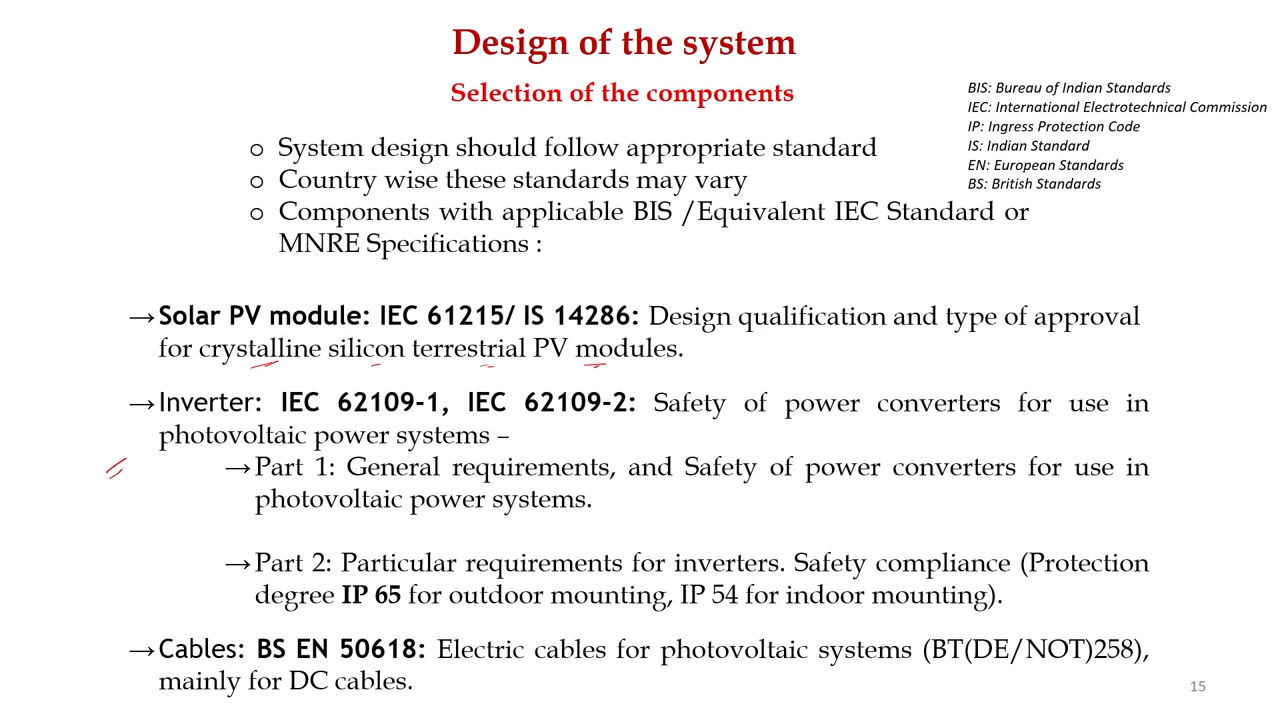 Design of the system
Selection of the components
BIS: Bureau of Indian Standards
IEC: International Electrotechnical Commission
IP: Ingress Protection Code
IS: Indian Standard
EN: European Standards
BS: British Standards
o System design should follow appropriate standard
o Country wise these standards may vary
o Components with applicable BIS /Equivalent IEC Standard or
MNRE Specifications :
→Solar PV module: IEC 61215/ IS 14286: Design qualification and type of approval
for crystalline silicon terrestrial PV modules.
→Inverter: IEC 62109-1, IEC 62109-2: Safety of power converters for use in
photovoltaic power systems –
→Part 1: General requirements, and Safety of power converters for use in
photovoltaic power systems.
→Part 2: Particular requirements for inverters. Safety compliance (Protection
degree IP 65 for outdoor mounting, IP 54 for indoor mounting).
→Cables: BS EN 50618: Electric cables for photovoltaic systems (BT(DE/NOT)258),
mainly for DC cables.
15